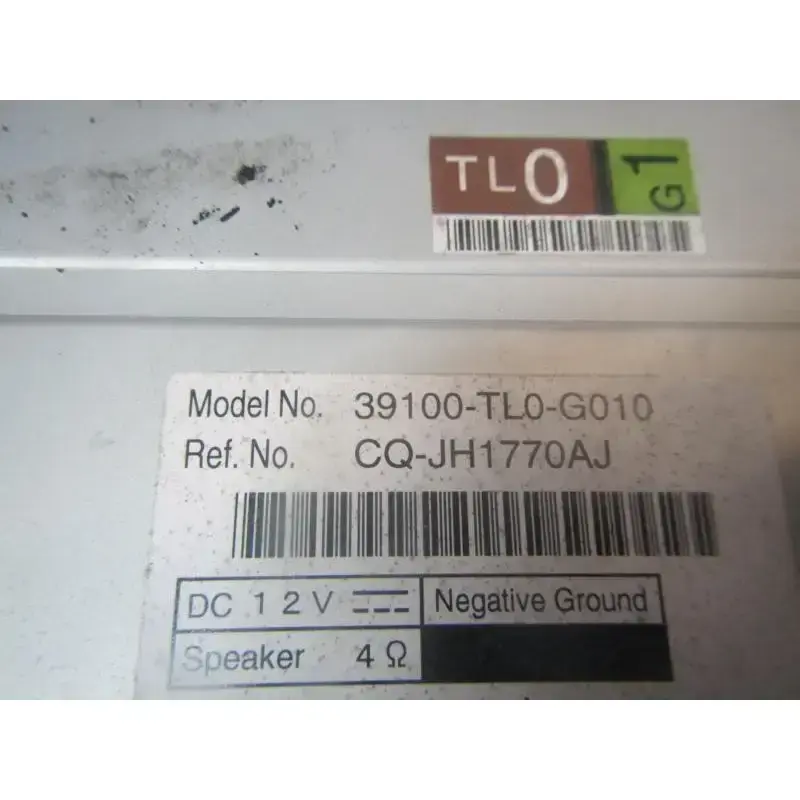 TL0 G1
Model No. 39100-TL0-G010
Ref. No. CQ-JH1770AJ
DC 12V Negative Ground
Speaker 4Ω